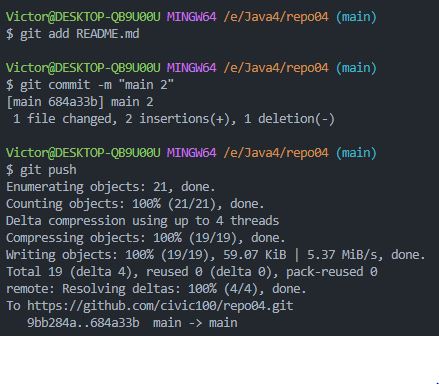 Victor@DESKTOP-QB9U00U MINGW64 /e/Java4/repo04 (main)
$ git add README.md
Victor@DESKTOP-QB9U00U MINGW64 /e/Java4/repo04 (main)
$ git commit -m "main 2"
[main 684a33b] main 2
 1 file changed, 2 insertions(+), 1 deletion(-)
Victor@DESKTOP-QB9U00U MINGW64 /e/Java4/repo04 (main)
$ git push
Enumerating objects: 21, done.
Counting objects: 100% (21/21), done.
Delta compression using up to 4 threads
Compressing objects: 100% (19/19), done.
Writing objects: 100% (19/19), 59.07 KiB | 5.37 MiB/s, done.
Total 19 (delta 4), reused 0 (delta 0), pack-reused 0
remote: Resolving deltas: 100% (4/4), done.
To https://github.com/civic100/repo04.git
   9bb284a..684a33b  main -> main